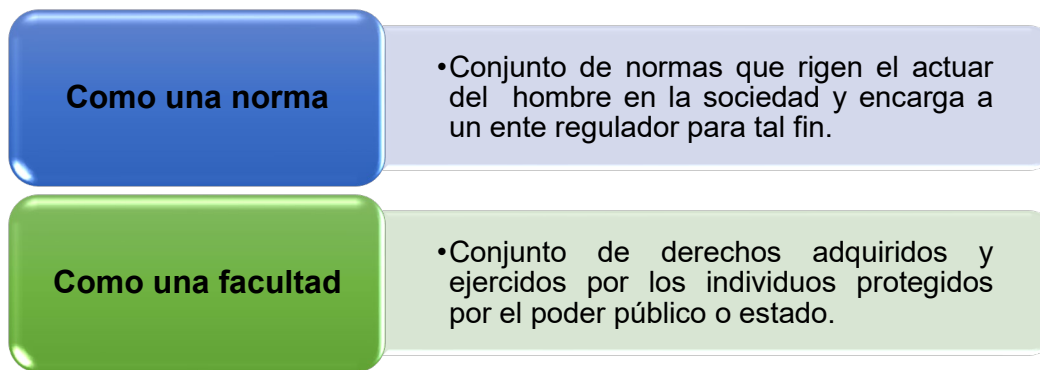 Como una norma
•Conjunto de normas que rigen el actuar
del hombre en la sociedad y encarga a
un ente regulador para tal fin.
Como una facultad
•Conjunto de derechos adquiridos y
ejercidos por los individuos protegidos
por el poder público o estado.